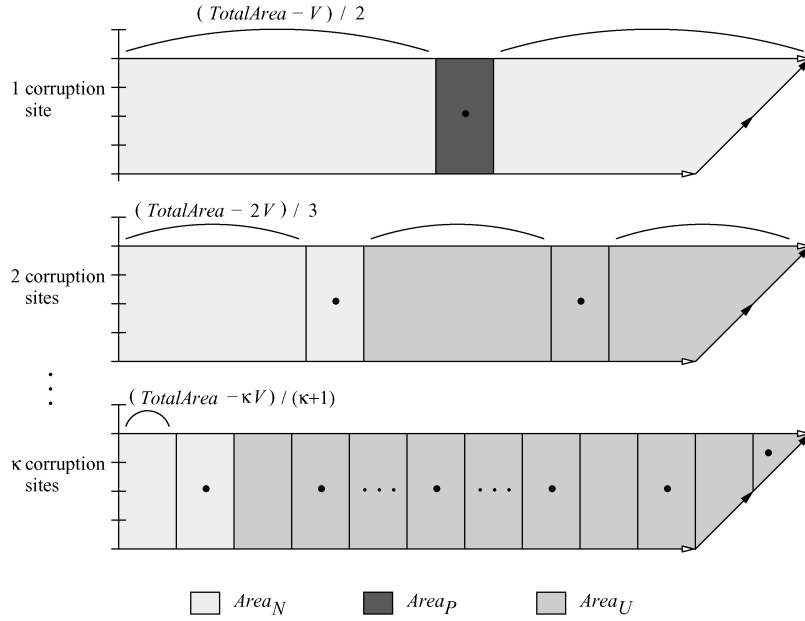 (TotalArea − V) / 2
1 corruption
site
(TotalArea − 2V) / 3
2 corruption
sites
(TotalArea − κV) / (κ+1)
κ corruption
sites
Area_N
Area_P
Area_U